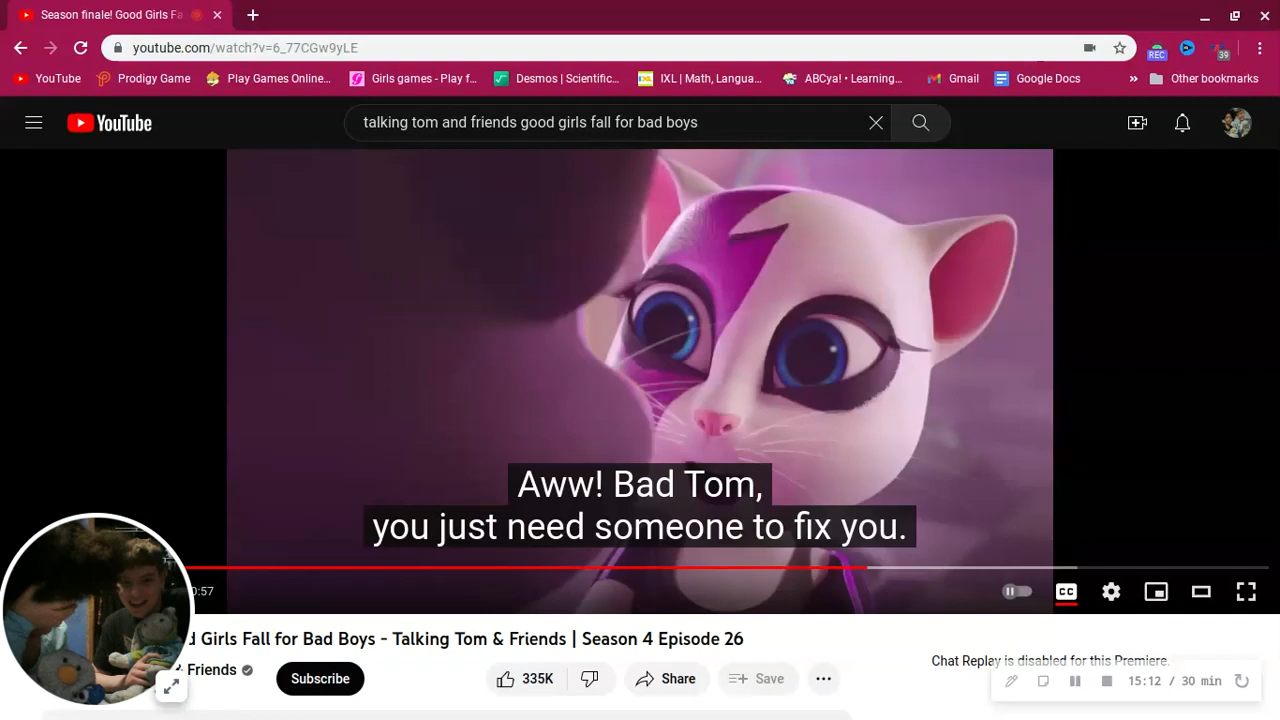 Season finale! Good Girls Fa
youtube.com/watch?v=6_77CGw9yLE
REC
39
YouTube
Prodigy Game
Play Games Online...
Girls games - Play f...
Desmos | Scientific...
IXL | Math, Langua...
ABCya! • Learning...
Gmail
Google Docs
»
Other bookmarks
YouTube
talking tom and friends good girls fall for bad boys
Aww! Bad Tom,
you just need someone to fix you.
0:57
CC
d Girls Fall for Bad Boys - Talking Tom & Friends | Season 4 Episode 26
Friends
Subscribe
335K
Share
Save
Chat Replay is disabled for this Premiere.
15:12 / 30 min